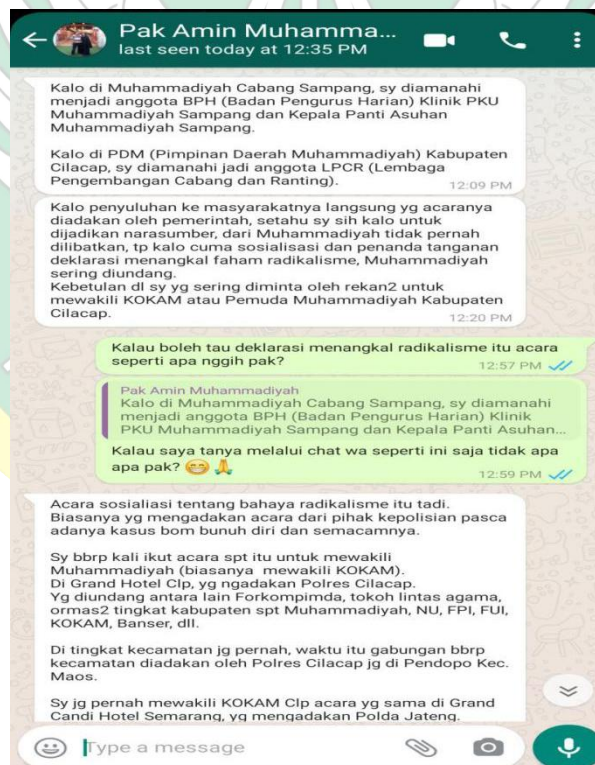 Pak Amin Muhamma...
last seen today at 12:35 PM
Kalo di Muhammadiyah Cabang Sampang, sy diamanahi
menjadi anggota BPH (Badan Pengurus Harian) Klinik PKU
Muhammadiyah Sampang dan Kepala Panti Asuhan
Muhammadiyah Sampang.
Kalo di PDM (Pimpinan Daerah Muhammadiyah) Kabupaten
Cilacap, sy diamanahi jadi anggota LPCR (Lembaga
Pengembangan Cabang dan Ranting).
12:09 PM
Kalo penyuluhan ke masyarakatnya langsung yg acaranya
diadakan oleh pemerintah, setahu sy sih kalo untuk
dijadikan narasumber, dari Muhammadiyah tidak pernah
dilibatkan, tp kalo cuma sosialisasi dan penanda tanganan
deklarasi menangkal faham radikalisme, Muhammadiyah
sering diundang.
Kebetulan dl sy yg sering diminta oleh rekan2 untuk
mewakili KOKAM atau Pemuda Muhammadiyah Kabupaten
Cilacap.
12:20 PM
Kalau boleh tau deklarasi menangkal radikalisme itu acara
seperti apa nggih pak?
12:57 PM
Pak Amin Muhammadiyah
Kalo di Muhammadiyah Cabang Sampang, sy diamanahi
menjadi anggota BPH (Badan Pengurus Harian) Klinik
PKU Muhammadiyah Sampang dan Kepala Panti Asuhan...
Kalau saya tanya melalui chat wa seperti ini saja tidak apa
apa pak? 😁🙏
12:59 PM
Acara sosialiasi tentang bahaya radikalisme itu tadi.
Biasanya yg mengadakan acara dari pihak kepolisian pasca
adanya kasus bom bunuh diri dan semacamnya.
Sy bbrp kali ikut acara spt itu untuk mewakili
Muhammadiyah (biasanya mewakili KOKAM).
Di Grand Hotel Clp, yg ngadakan Polres Cilacap.
Yg diundang antara lain Forkompimda, tokoh lintas agama,
ormas2 tingkat kabupaten spt Muhammadiyah, NU, FPI, FUI,
KOKAM, Banser, dll.
Di tingkat kecamatan jg pernah, waktu itu gabungan bbrp
kecamatan diadakan oleh Polres Cilacap jg di Pendopo Kec.
Maos.
Sy jg pernah mewakili KOKAM Clp acara yg sama di Grand
Candi Hotel Semarang, yg mengadakan Polda Jateng.
Type a message